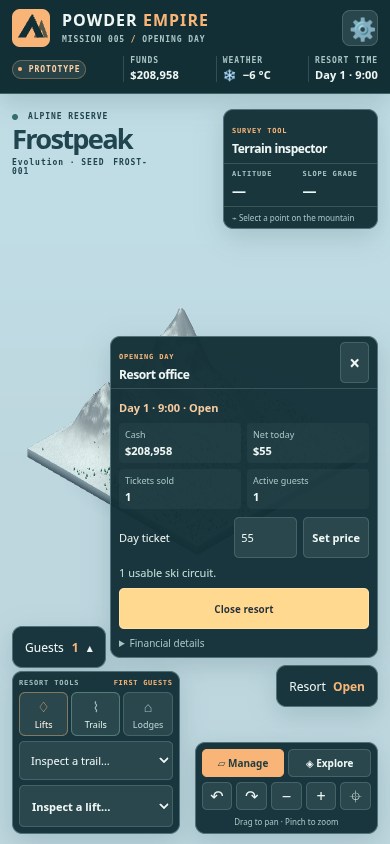 POWDER EMPIRE
MISSION 005 / OPENING DAY
PROTOTYPE
FUNDS
$208,958
WEATHER
−6 °C
RESORT TIME
Day 1 · 9:00
ALPINE RESERVE
Frostpeak
Evolution · SEED FROST-
001
SURVEY TOOL
Terrain inspector
ALTITUDE
—
SLOPE GRADE
—
Select a point on the mountain
OPENING DAY
Resort office
×
Day 1 · 9:00 · Open
Cash
$208,958
Net today
$55
Tickets sold
1
Active guests
1
Day ticket
55
Set price
1 usable ski circuit.
Close resort
Financial details
Guests 1
Resort Open
RESORT TOOLS
FIRST GUESTS
Lifts
Trails
Lodges
Inspect a trail...
Inspect a lift...
Manage
Explore
Drag to pan · Pinch to zoom